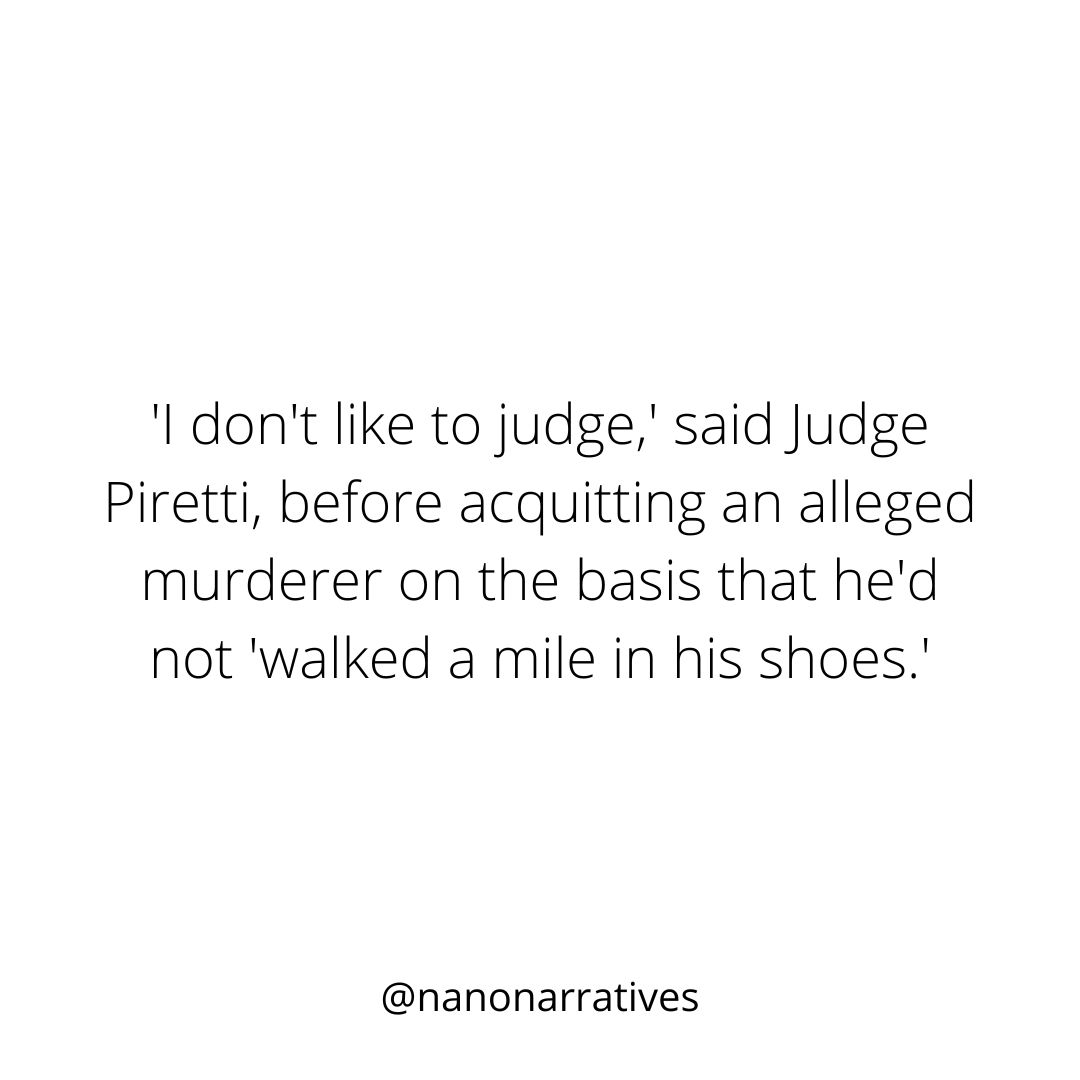 'I don't like to judge,' said Judge
Piretti, before acquitting an alleged
murderer on the basis that he'd
not 'walked a mile in his shoes.'
@nanonarratives